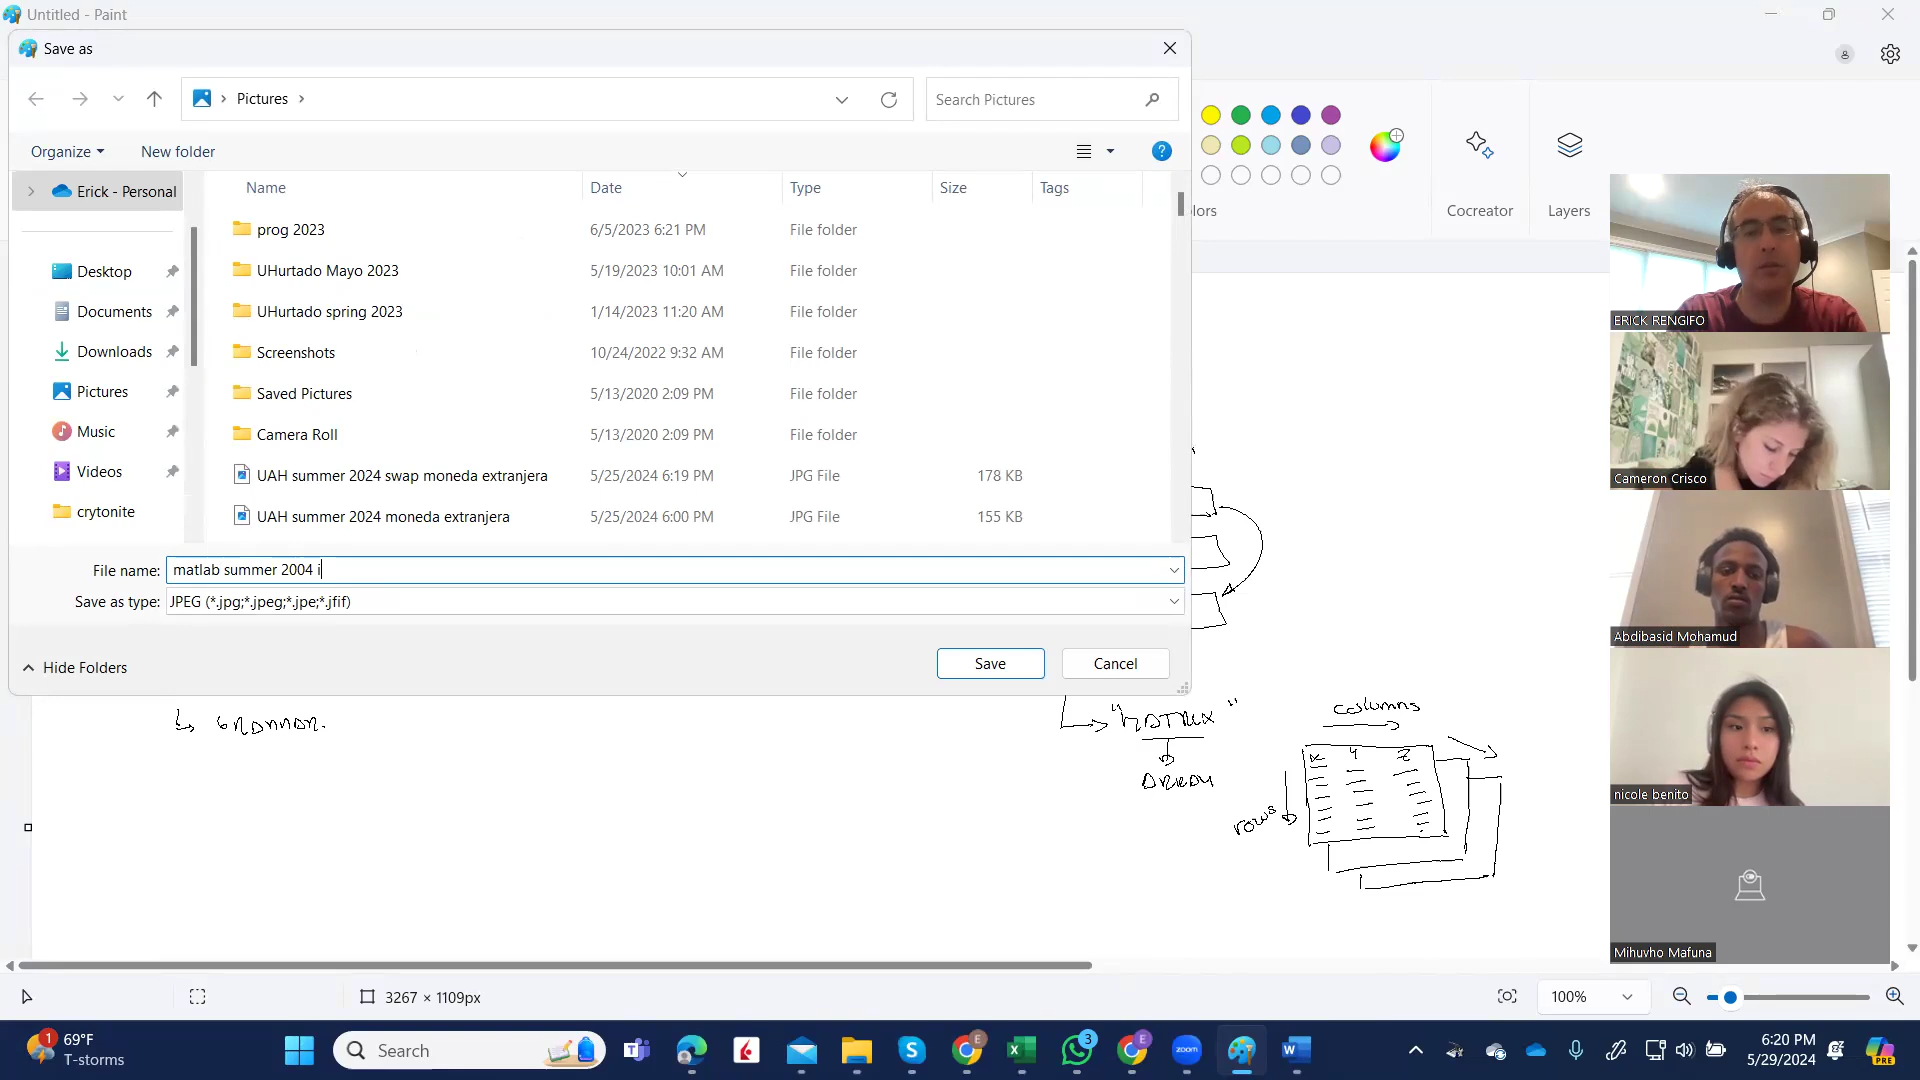 Untitled - Paint
Save as
Pictures
Search Pictures
Organize
New folder
Erick - Personal
Desktop
Documents
Downloads
Pictures
Music
Videos
crytonite
Name Date Type Size Tags
prog 2023 6/5/2023 6:21 PM File folder
UHurtado Mayo 2023 5/19/2023 10:01 AM File folder
UHurtado spring 2023 1/14/2023 11:20 AM File folder
Screenshots 10/24/2022 9:32 AM File folder
Saved Pictures 5/13/2020 2:09 PM File folder
Camera Roll 5/13/2020 2:09 PM File folder
UAH summer 2024 swap moneda extranjera 5/25/2024 6:19 PM JPG File 178 KB
UAH summer 2024 moneda extranjera 5/25/2024 6:00 PM JPG File 155 KB
File name: matlab summer 2004 i
Save as type: JPEG (*.jpg;*.jpeg;*.jpe;*.jfif)
Hide Folders
Save
Cancel
lors
Cocreator
Layers
ERICK RENGIFO
Cameron Crisco
Abdibasid Mohamud
nicole benito
Mihuvho Mafuna
GRAMMAR.
"MATRIX"
ARRAY
columns
X Y Z
rows
3267 × 1109px
100%
1
69°F
T-storms
Search
E
3
E
zoom
PRE
6:20 PM
5/29/2024